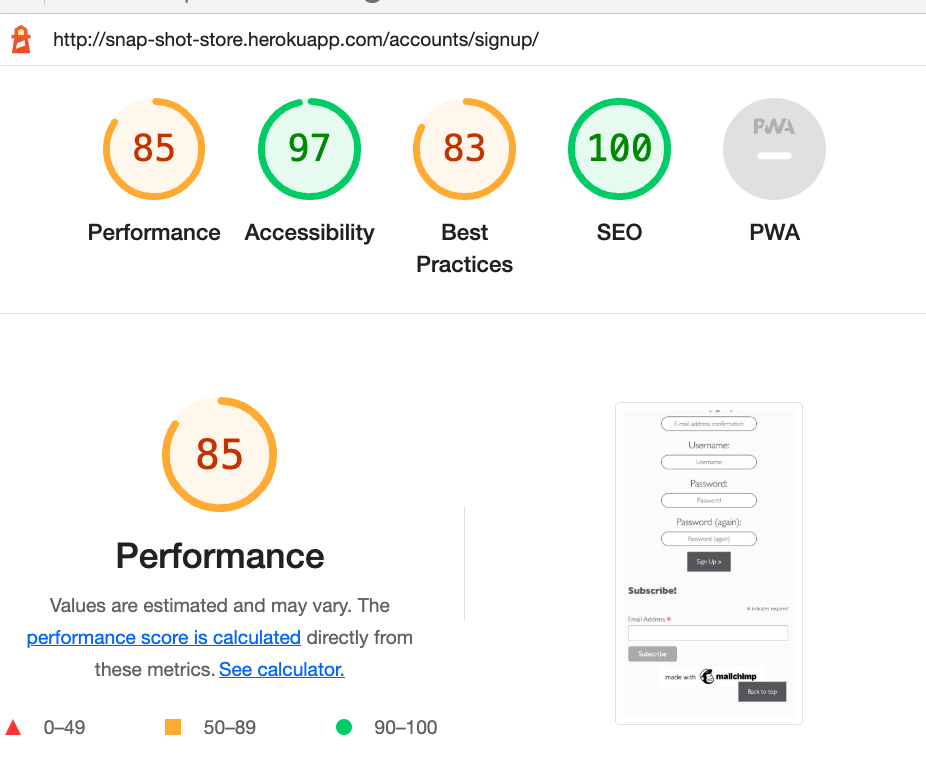 http://snap-shot-store.herokuapp.com/accounts/signup/
85
97
83
100
PWA
Performance
Accessibility
Best
Practices
SEO
PWA
85
Performance
Values are estimated and may vary. The
performance score is calculated directly from
these metrics. See calculator.
0–49
50–89
90–100
E-mail address confirmation
Username:
Username
Password:
Password
Password (again):
Password (again)
Sign Up »
Subscribe!
* indicates required
Email Address *
Subscribe
made with mailchimp
Back to top